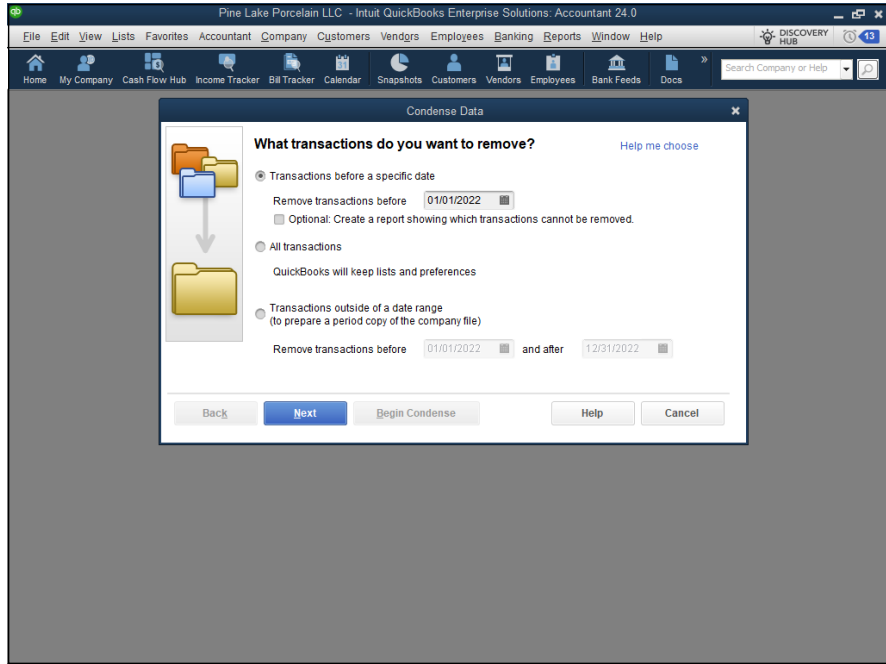 qb Pine Lake Porcelain LLC - Intuit QuickBooks Enterprise Solutions: Accountant 24.0
File Edit View Lists Favorites Accountant Company Customers Vendors Employees Banking Reports Window Help DISCOVERY HUB 13
31
Home My Company Cash Flow Hub Income Tracker Bill Tracker Calendar Snapshots Customers Vendors Employees Bank Feeds Docs » Search Company or Help
Condense Data
What transactions do you want to remove? Help me choose
Transactions before a specific date
Remove transactions before 01/01/2022
Optional: Create a report showing which transactions cannot be removed.
All transactions
QuickBooks will keep lists and preferences
Transactions outside of a date range
(to prepare a period copy of the company file)
Remove transactions before 01/01/2022 and after 12/31/2022
Back Next Begin Condense Help Cancel